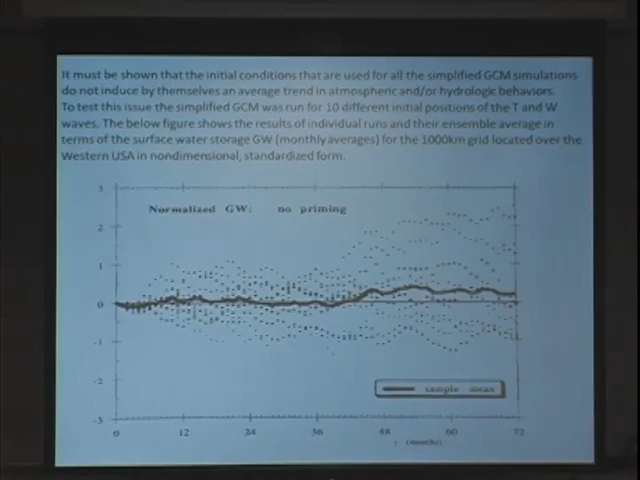 It must be shown that the initial conditions that are used for all the simplified GCM simulations
do not induce by themselves an average trend in atmospheric and/or hydrologic behaviors.
To test this issue the simplified GCM was run for 10 different initial positions of the T and W
waves. The below figure shows the results of individual runs and their ensemble average in
terms of the surface water storage GW (monthly averages) for the 1000km grid located over the
Western USA in nondimensional, standardized form.
3
Normalized GW: no priming
2
1
0
-1
-2
sample mean
-3
0 12 24 36 48 60 72
(months)